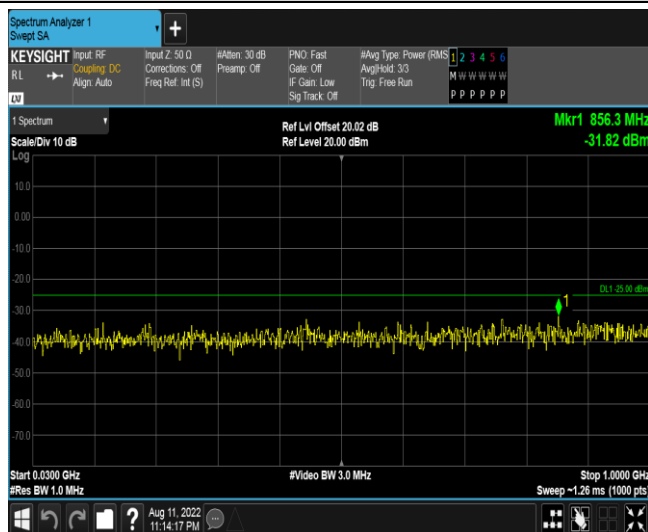 Spectrum Analyzer 1
Swept SA
+
KEYSIGHT
RL
LXI
Input: RF
Coupling: DC
Align: Auto
Input Z: 50 Ω
Corrections: Off
Freq Ref: Int (S)
#Atten: 30 dB
Preamp: Off
PNO: Fast
Gate: Off
IF Gain: Low
Sig Track: Off
#Avg Type: Power (RMS
Avg|Hold: 3/3
Trig: Free Run
1 2 3 4 5 6
M W W W W W
P P P P P P
1 Spectrum
Scale/Div 10 dB
Log
Ref Lvl Offset 20.02 dB
Ref Level 20.00 dBm
Mkr1 856.3 MHz
-31.82 dBm
10.0
0.00
-10.0
-20.0
DL1 -25.00 dBm
1
-30.0
-40.0
-50.0
-60.0
-70.0
Start 0.0300 GHz
#Res BW 1.0 MHz
#Video BW 3.0 MHz
Stop 1.0000 GHz
Sweep ~1.26 ms (1000 pts)
?
Aug 11, 2022
11:14:17 PM